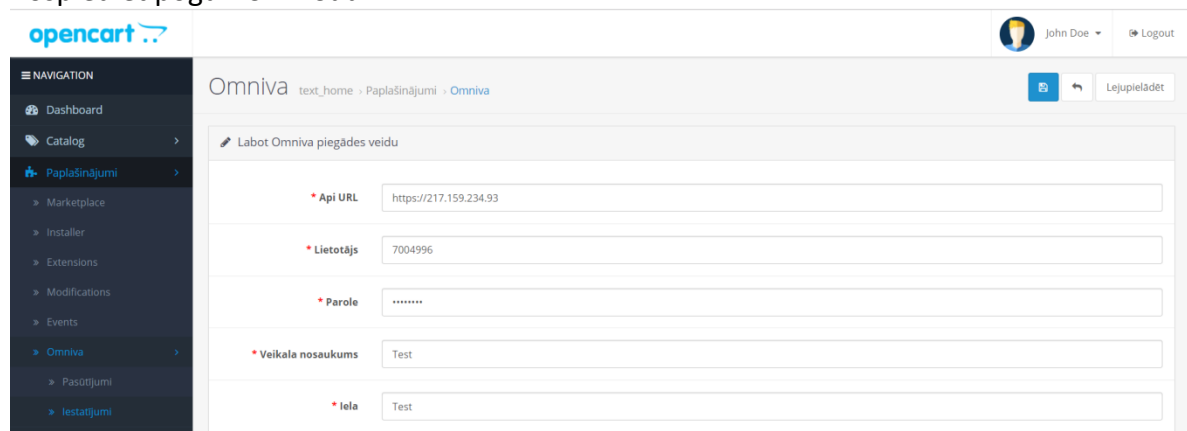 opencart
John Doe
Logout
NAVIGATION
Omniva text_home › Paplašinājumi › Omniva
Lejupielādēt
Dashboard
Catalog
Labot Omniva piegādes veidu
Paplašinājumi
Marketplace
* Api URL https://217.159.234.93
Installer
* Lietotājs 7004996
Extensions
Modifications
* Parole ••••••••
Events
Omniva
* Veikala nosaukums Test
Pasūtījumi
* Iela Test
Iestatījumi